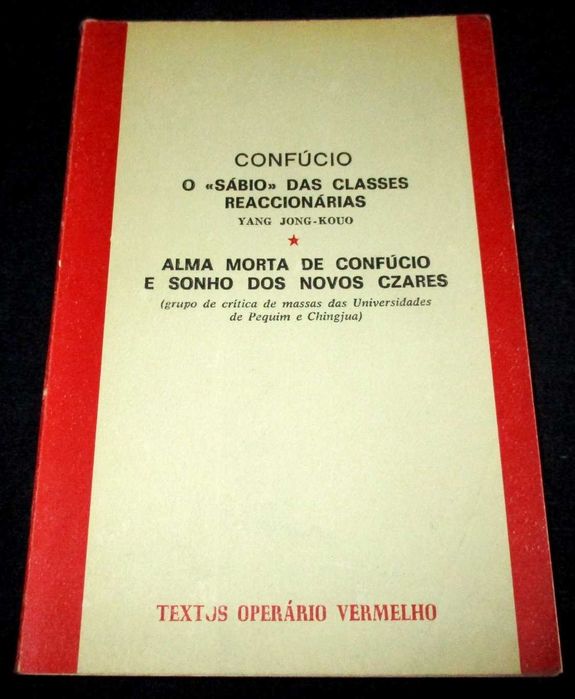 CONFÚCIO
O «SÁBIO» DAS CLASSES
REACCIONÁRIAS
YANG JONG-KOUO
★
ALMA MORTA DE CONFÚCIO
E SONHO DOS NOVOS CZARES
(grupo de crítica de massas das Universidades
de Pequim e Chingjua)
TEXTOS OPERÁRIO VERMELHO